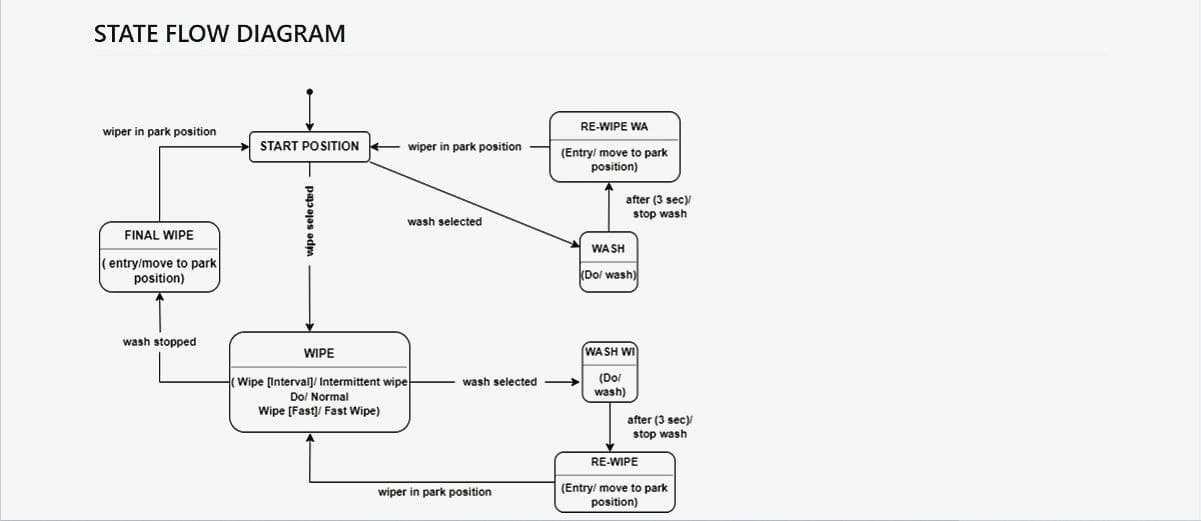 STATE FLOW DIAGRAM
wiper in park position
START POSITION
wiper in park position
RE-WIPE WA
(Entry/ move to park
position)
after (3 sec)/
stop wash
wipe selected
wash selected
FINAL WIPE
( entry/move to park
position)
WASH
(Do/ wash)
wash stopped
WIPE
( Wipe [Interval]/ Intermittent wipe
Do/ Normal
Wipe [Fast]/ Fast Wipe)
wash selected
WASH WI
(Do/
wash)
after (3 sec)/
stop wash
RE-WIPE
(Entry/ move to park
position)
wiper in park position